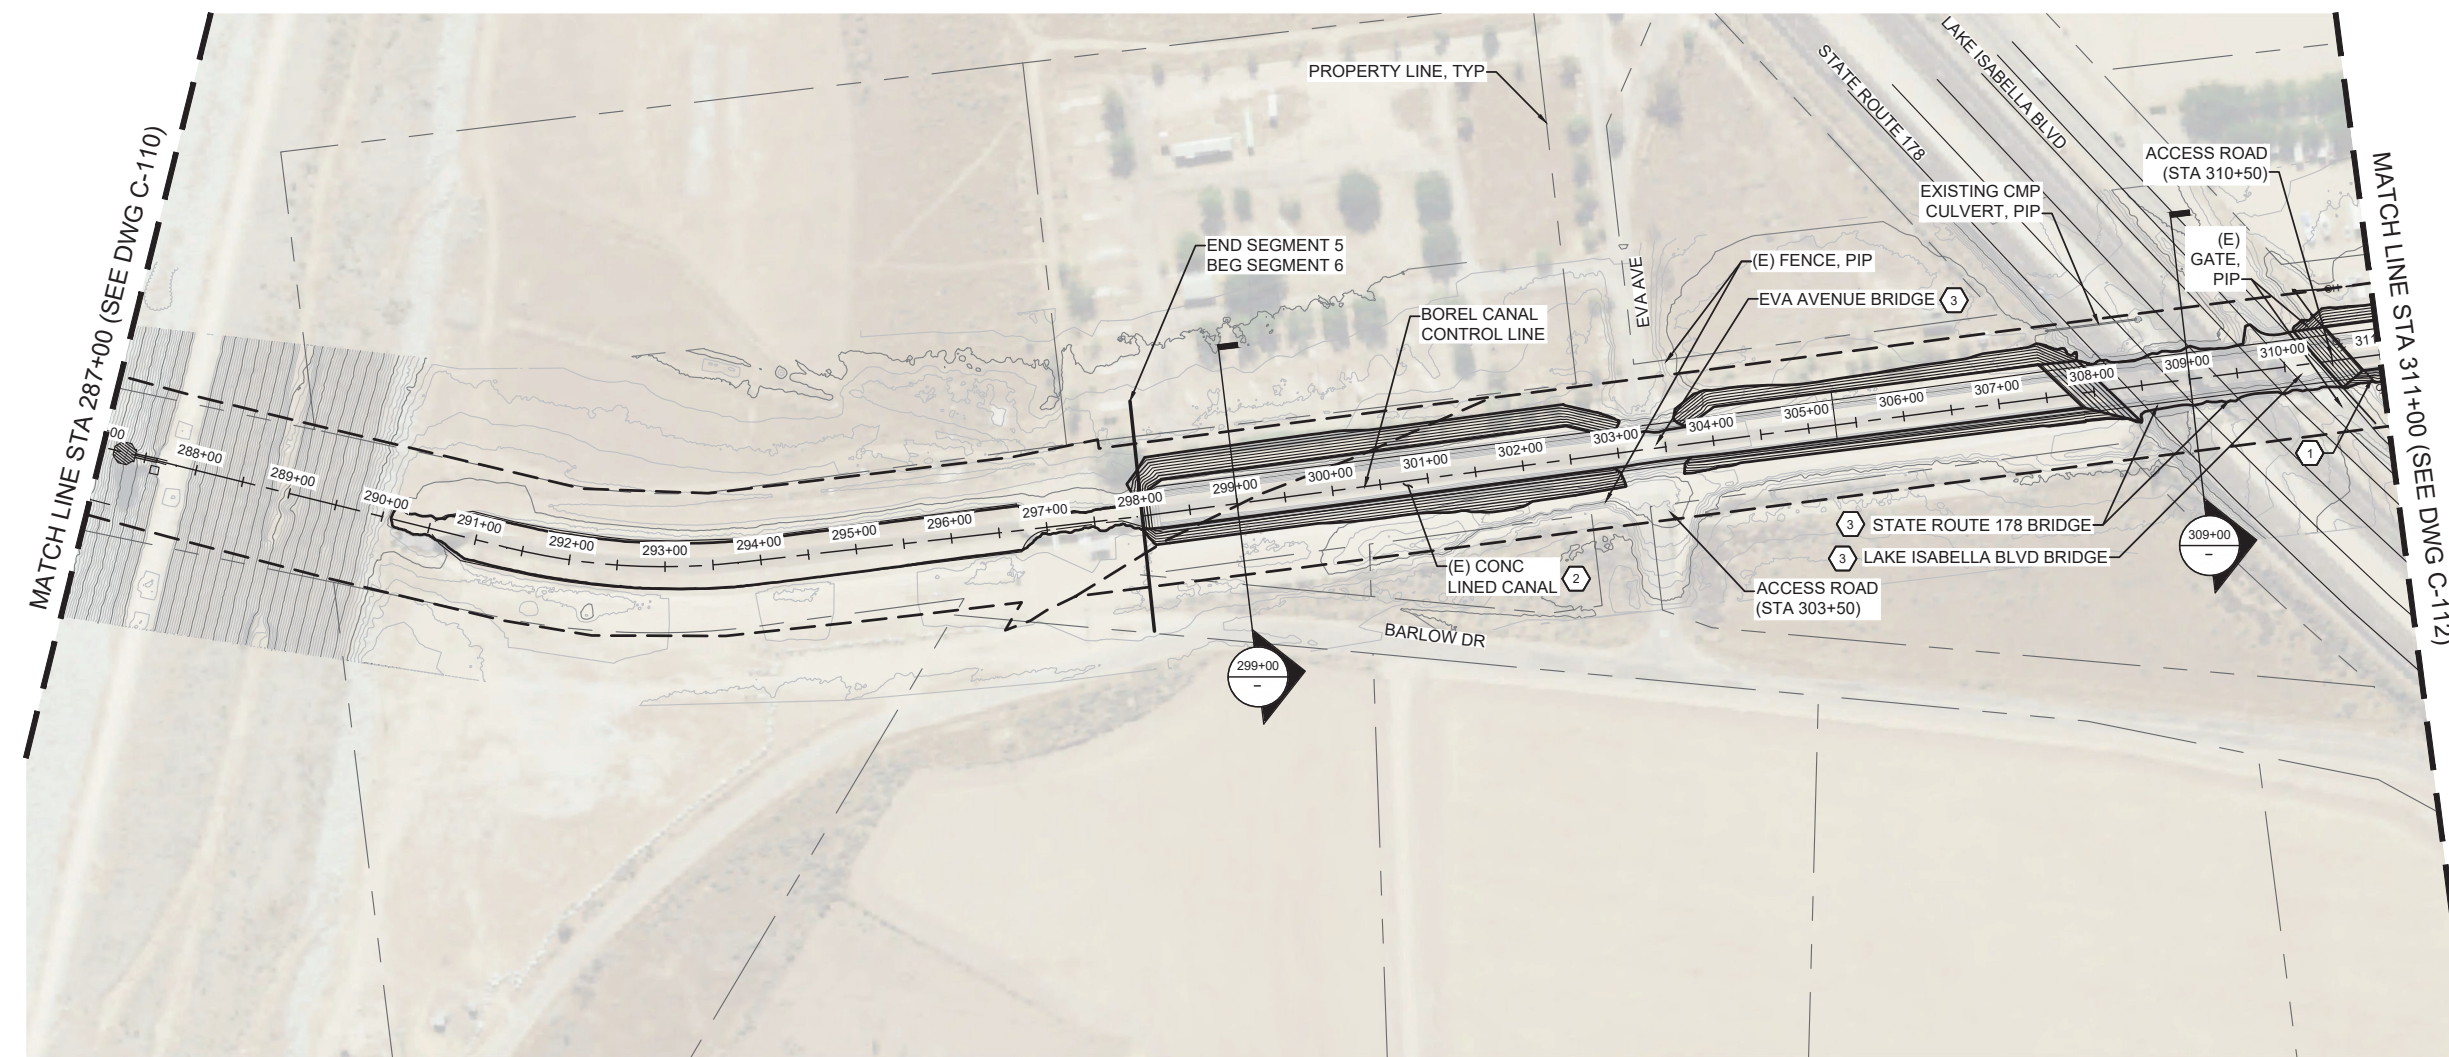 MATCH LINE STA 287+00 (SEE DWG C-110)
PROPERTY LINE, TYP
STATE ROUTE 178
LAKE ISABELLA BLVD
ACCESS ROAD
(STA 310+50)
EXISTING CMP
CULVERT, PIP
(E)
GATE,
PIP
MATCH LINE STA 311+00 (SEE DWG C-112)
END SEGMENT 5
BEG SEGMENT 6
EVA AVE
(E) FENCE, PIP
EVA AVENUE BRIDGE 3
BOREL CANAL
CONTROL LINE
00
288+00
289+00
290+00
291+00
292+00
293+00
294+00
295+00
296+00
297+00
298+00
299+00
300+00
301+00
302+00
303+00
304+00
305+00
306+00
307+00
308+00
309+00
310+00
311
1
3 STATE ROUTE 178 BRIDGE
3 LAKE ISABELLA BLVD BRIDGE
309+00
–
(E) CONC
LINED CANAL 2
ACCESS ROAD
(STA 303+50)
BARLOW DR
299+00
–